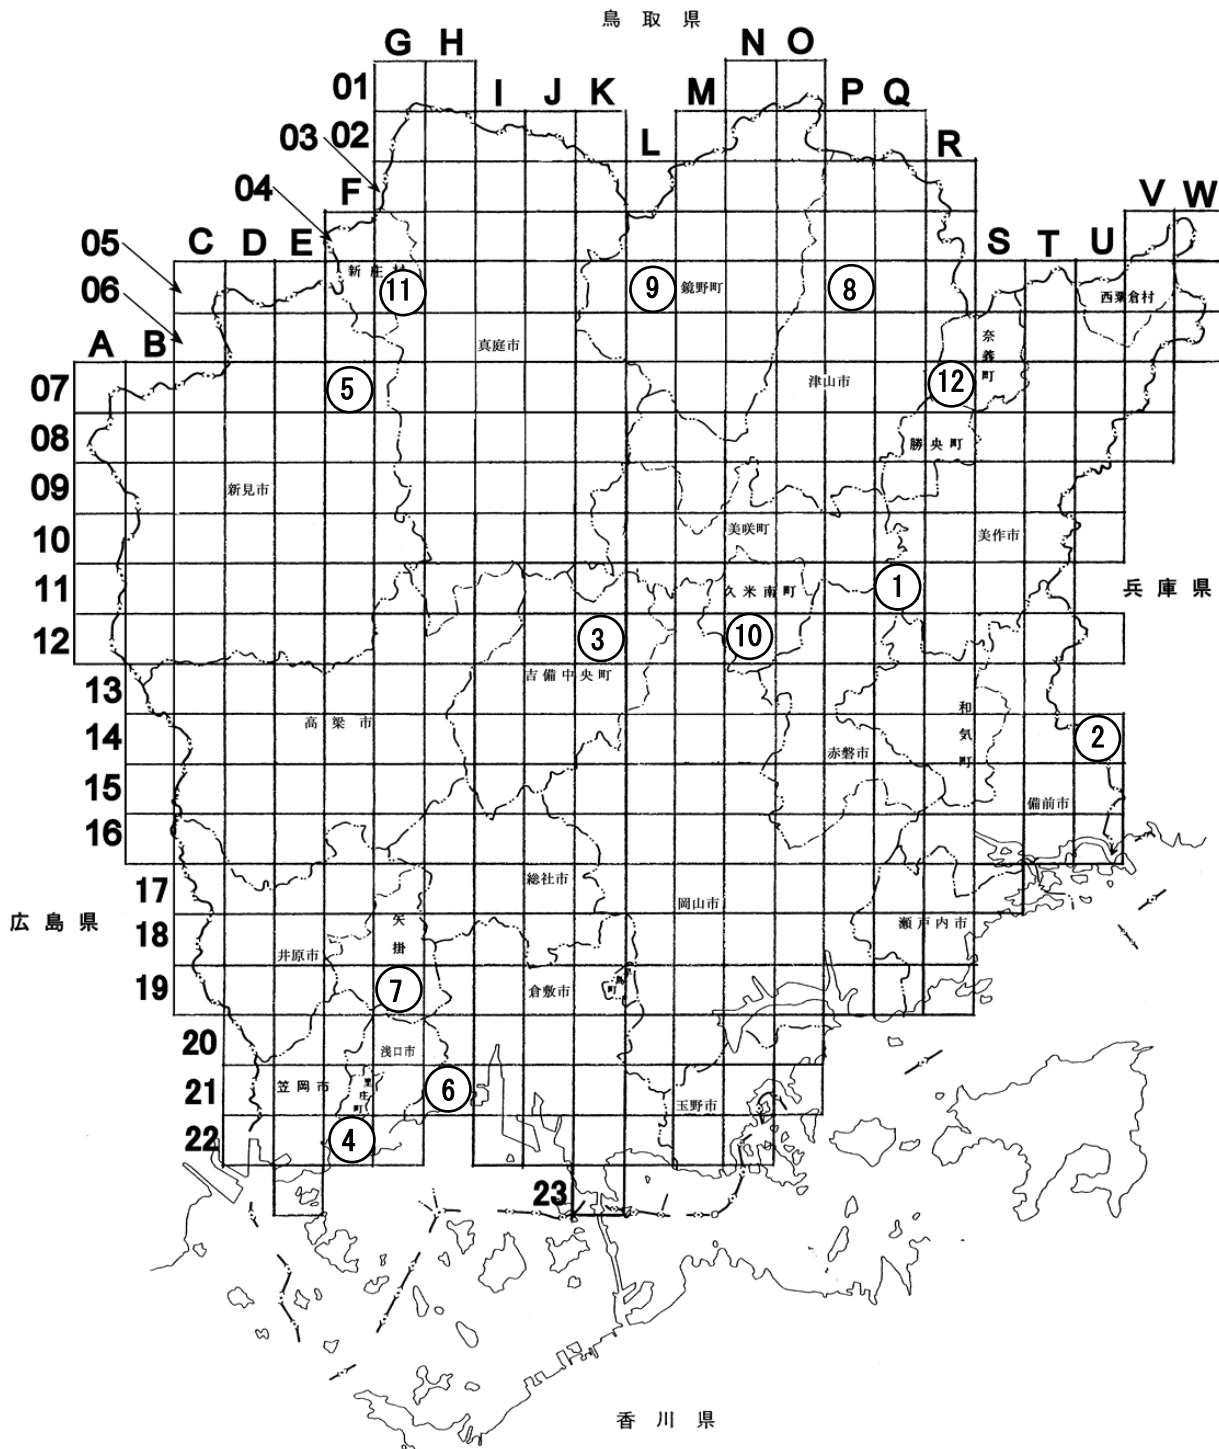 鳥取県
G H N O
01 I J K M P Q
03 02 L R
04 F V W
05 C D E S T U
新庄村
06 11 9 鏡野町 8 西粟倉村
A B 真庭市 奈義町
07 5 津山市 12
08 勝央町
09 新見市
10 美咲町 美作市
11 久米南町 1 兵庫県
12 3 10
13 吉備中央町
14 高梁市 赤磐市 和気町 2
15 備前市
16
17 総社市 岡山市
広島県
18 矢掛 瀬戸内市
井原市
19 7 倉敷市 早島町
20 浅口市
21 笠岡市 里庄町 6 玉野市
22 4
23
香川県